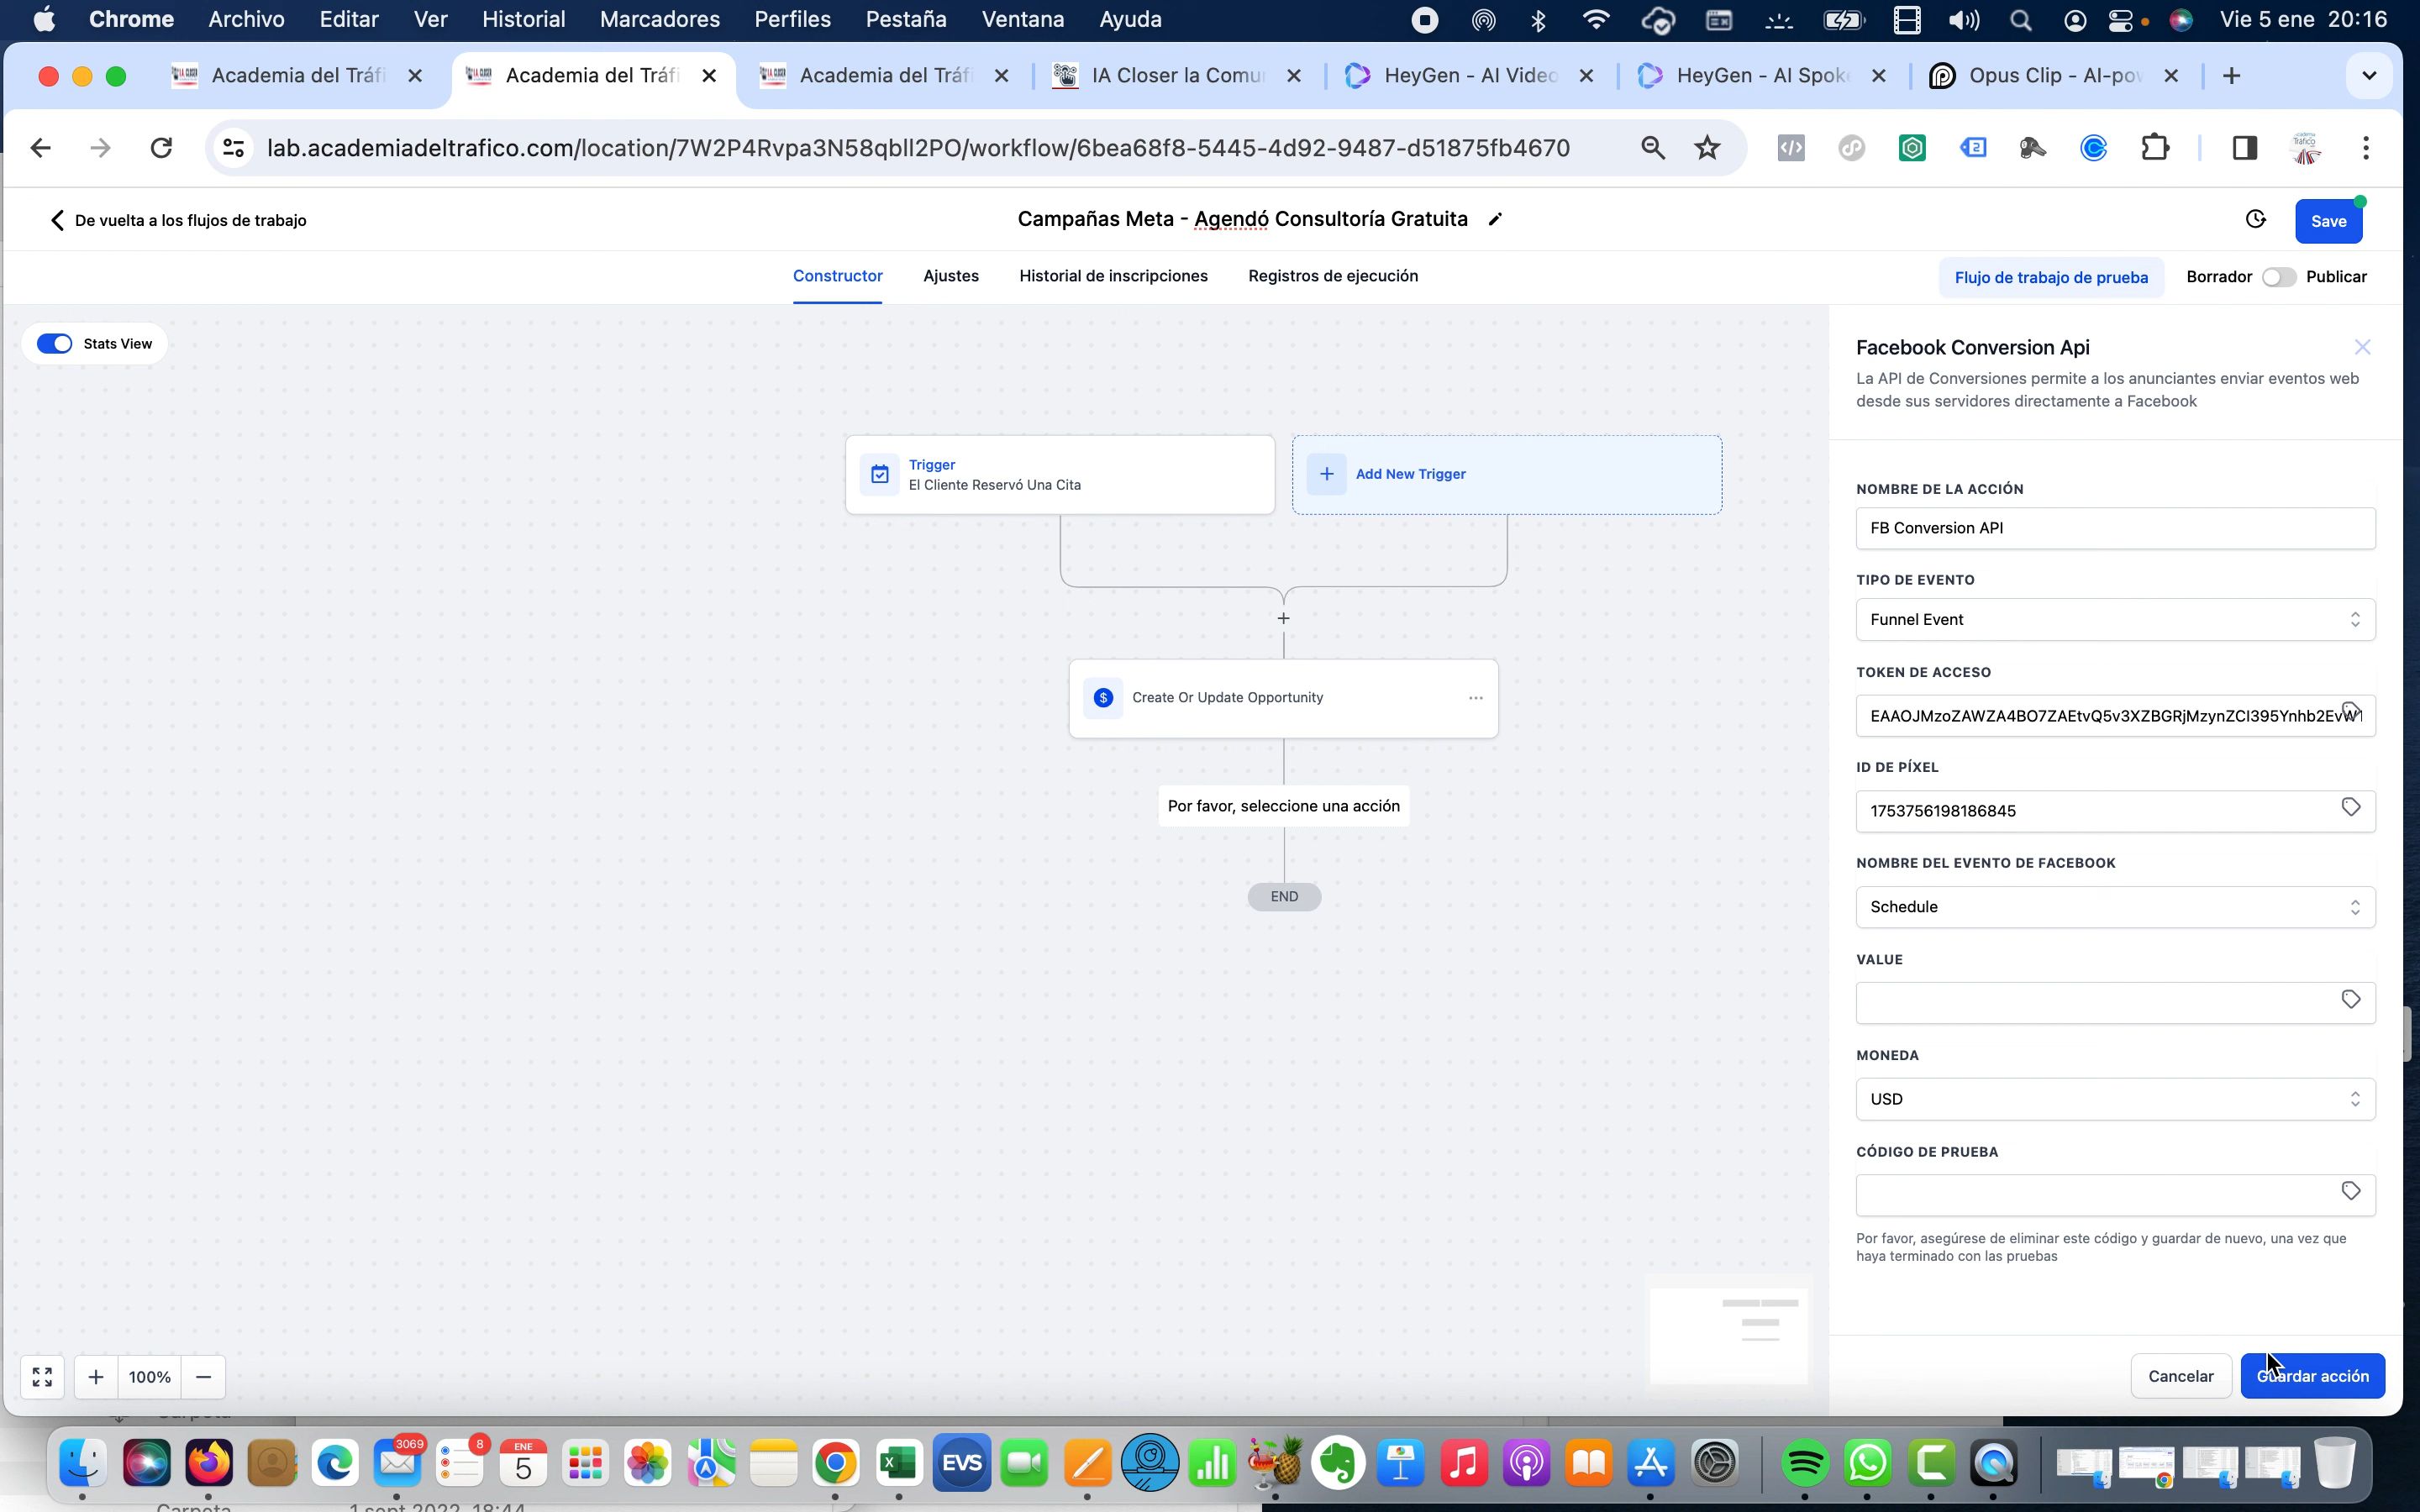 Chrome Archivo Editar Ver Historial Marcadores Perfiles Pestaña Ventana Ayuda Vie 5 ene 20:16
Academia del Tráfi Academia del Tráfi Academia del Tráfi IA Closer la Comu HeyGen - AI Video HeyGen - AI Spok Opus Clip - AI-pow
lab.academiadeltrafico.com/location/7W2P4Rvpa3N58qbII2PO/workflow/6bea68f8-5445-4d92-9487-d51875fb4670
De vuelta a los flujos de trabajo
Campañas Meta - Agendó Consultoría Gratuita
Save
Constructor Ajustes Historial de inscripciones Registros de ejecución
Flujo de trabajo de prueba Borrador Publicar
Stats View
Trigger
El Cliente Reservó Una Cita
Add New Trigger
Create Or Update Opportunity
Por favor, seleccione una acción
END
100%
Facebook Conversion Api
La API de Conversiones permite a los anunciantes enviar eventos web
desde sus servidores directamente a Facebook
NOMBRE DE LA ACCIÓN
FB Conversion API
TIPO DE EVENTO
Funnel Event
TOKEN DE ACCESO
EAAOJMzoZAWZA4BO7ZAEtvQ5v3XZBGRjMzynZCI395Ynhb2EvW1
ID DE PÍXEL
1753756198186845
NOMBRE DEL EVENTO DE FACEBOOK
Schedule
VALUE
MONEDA
USD
CÓDIGO DE PRUEBA
Por favor, asegúrese de eliminar este código y guardar de nuevo, una vez que
haya terminado con las pruebas
Cancelar Guardar acción
3069
8
ENE
5
EVS
Carpeta 1 sept 2022, 18:44